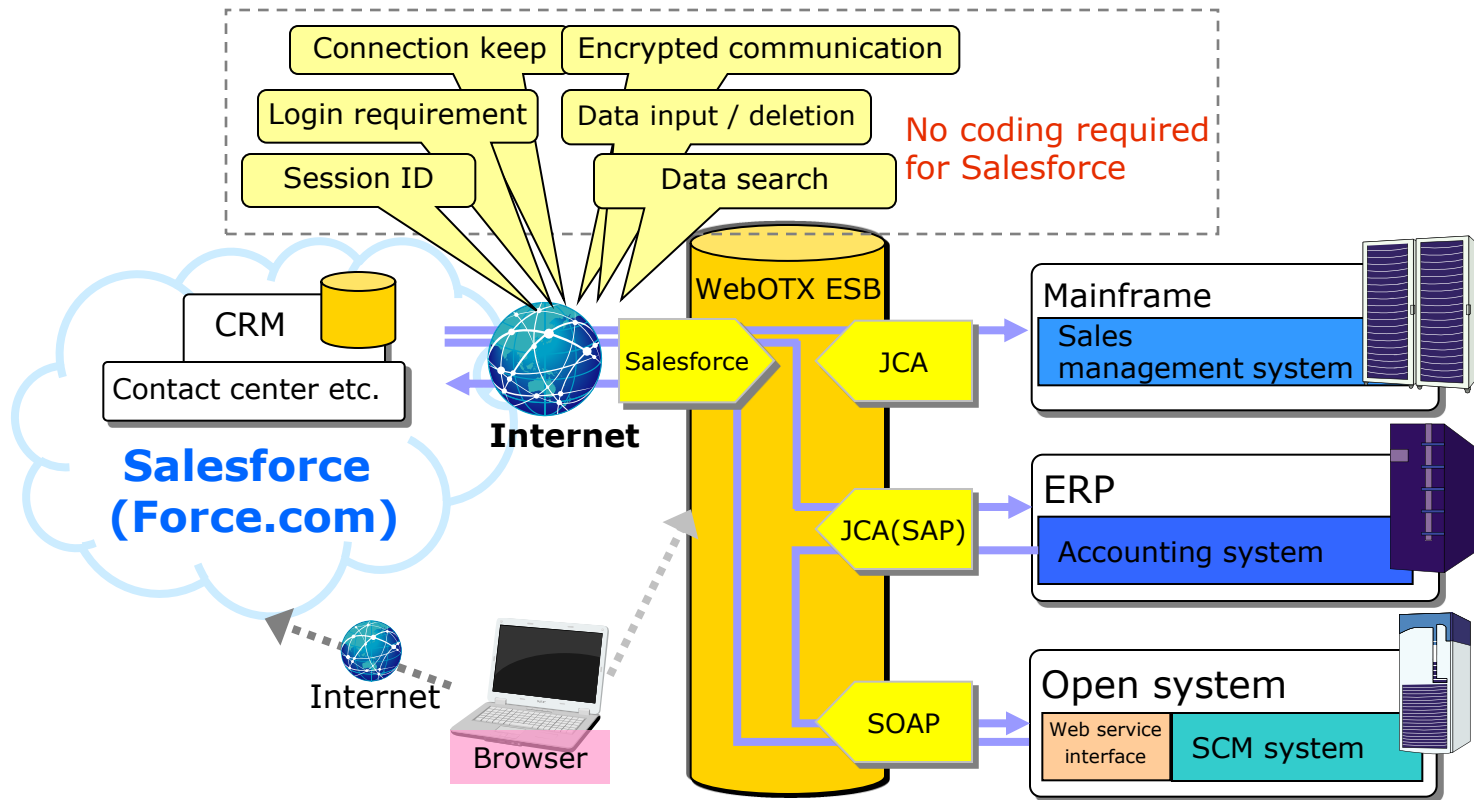 Connection keep
Encrypted communication
Login requirement
Data input / deletion
No coding required
for Salesforce
Session ID
Data search
WebOTX ESB
CRM
Contact center etc.
Salesforce
(Force.com)
Internet
Salesforce
JCA
Mainframe
Sales
management system
JCA(SAP)
ERP
Accounting system
Internet
Browser
SOAP
Open system
Web service
interface
SCM system